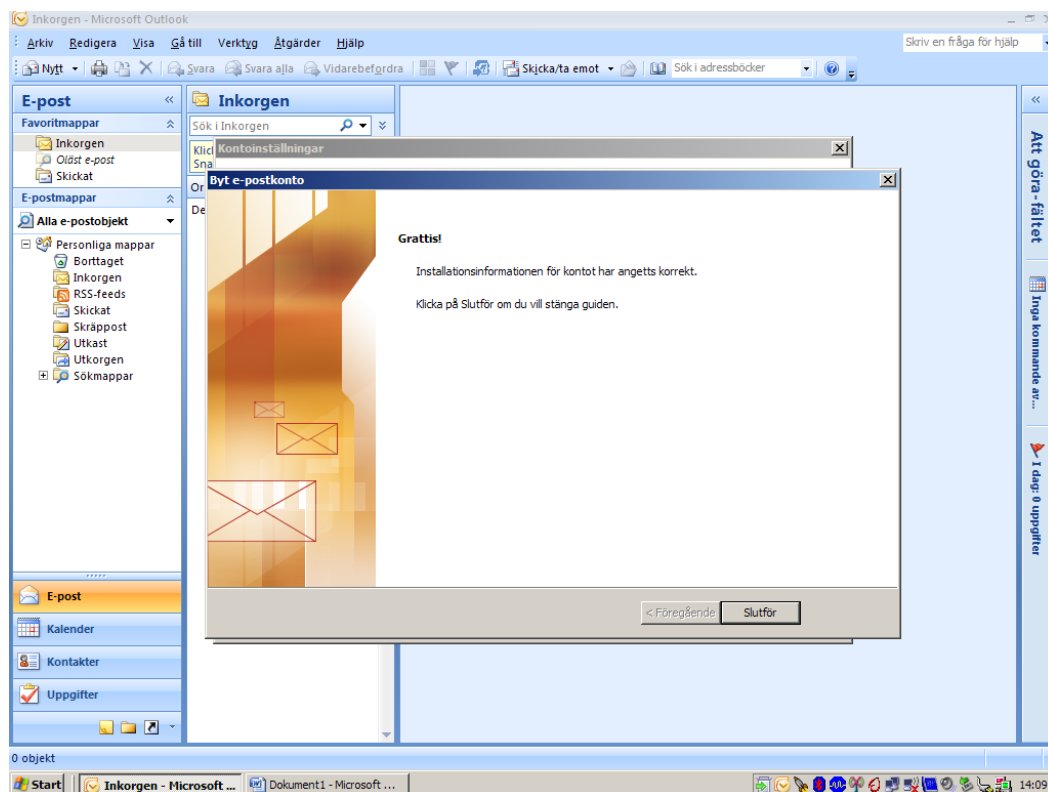 Inkorgen - Microsoft Outlook
Arkiv Redigera Visa Gå till Verktyg Åtgärder Hjälp
Skriv en fråga för hjälp
Nytt Svara Svara alla Vidarebefordra Skicka/ta emot Sök i adressböcker
E-post
Favoritmappar
Inkorgen
Oläst e-post
Skickat
E-postmappar
Alla e-postobjekt
Personliga mappar
Borttaget
Inkorgen
RSS-feeds
Skickat
Skräppost
Utkast
Utkorgen
Sökmappar
E-post
Kalender
Kontakter
Uppgifter
Inkorgen
Sök i Inkorgen
Kontoinställningar
Byt e-postkonto
Grattis!
Installationsinformationen för kontot har angetts korrekt.
Klicka på Slutför om du vill stänga guiden.
< Föregående Slutför
Att göra-fältet
Inga kommande av...
I dag: 0 uppgifter
0 objekt
Start Inkorgen - Microsoft ... Dokument1 - Microsoft ... 14:09